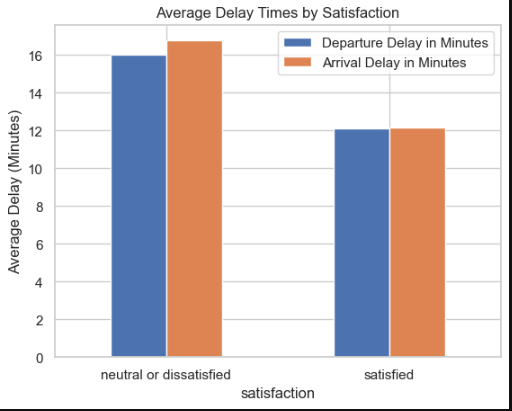 Average Delay Times by Satisfaction
Departure Delay in Minutes
Arrival Delay in Minutes
Average Delay (Minutes)
16
14
12
10
8
6
4
2
0
neutral or dissatisfied
satisfied
satisfaction